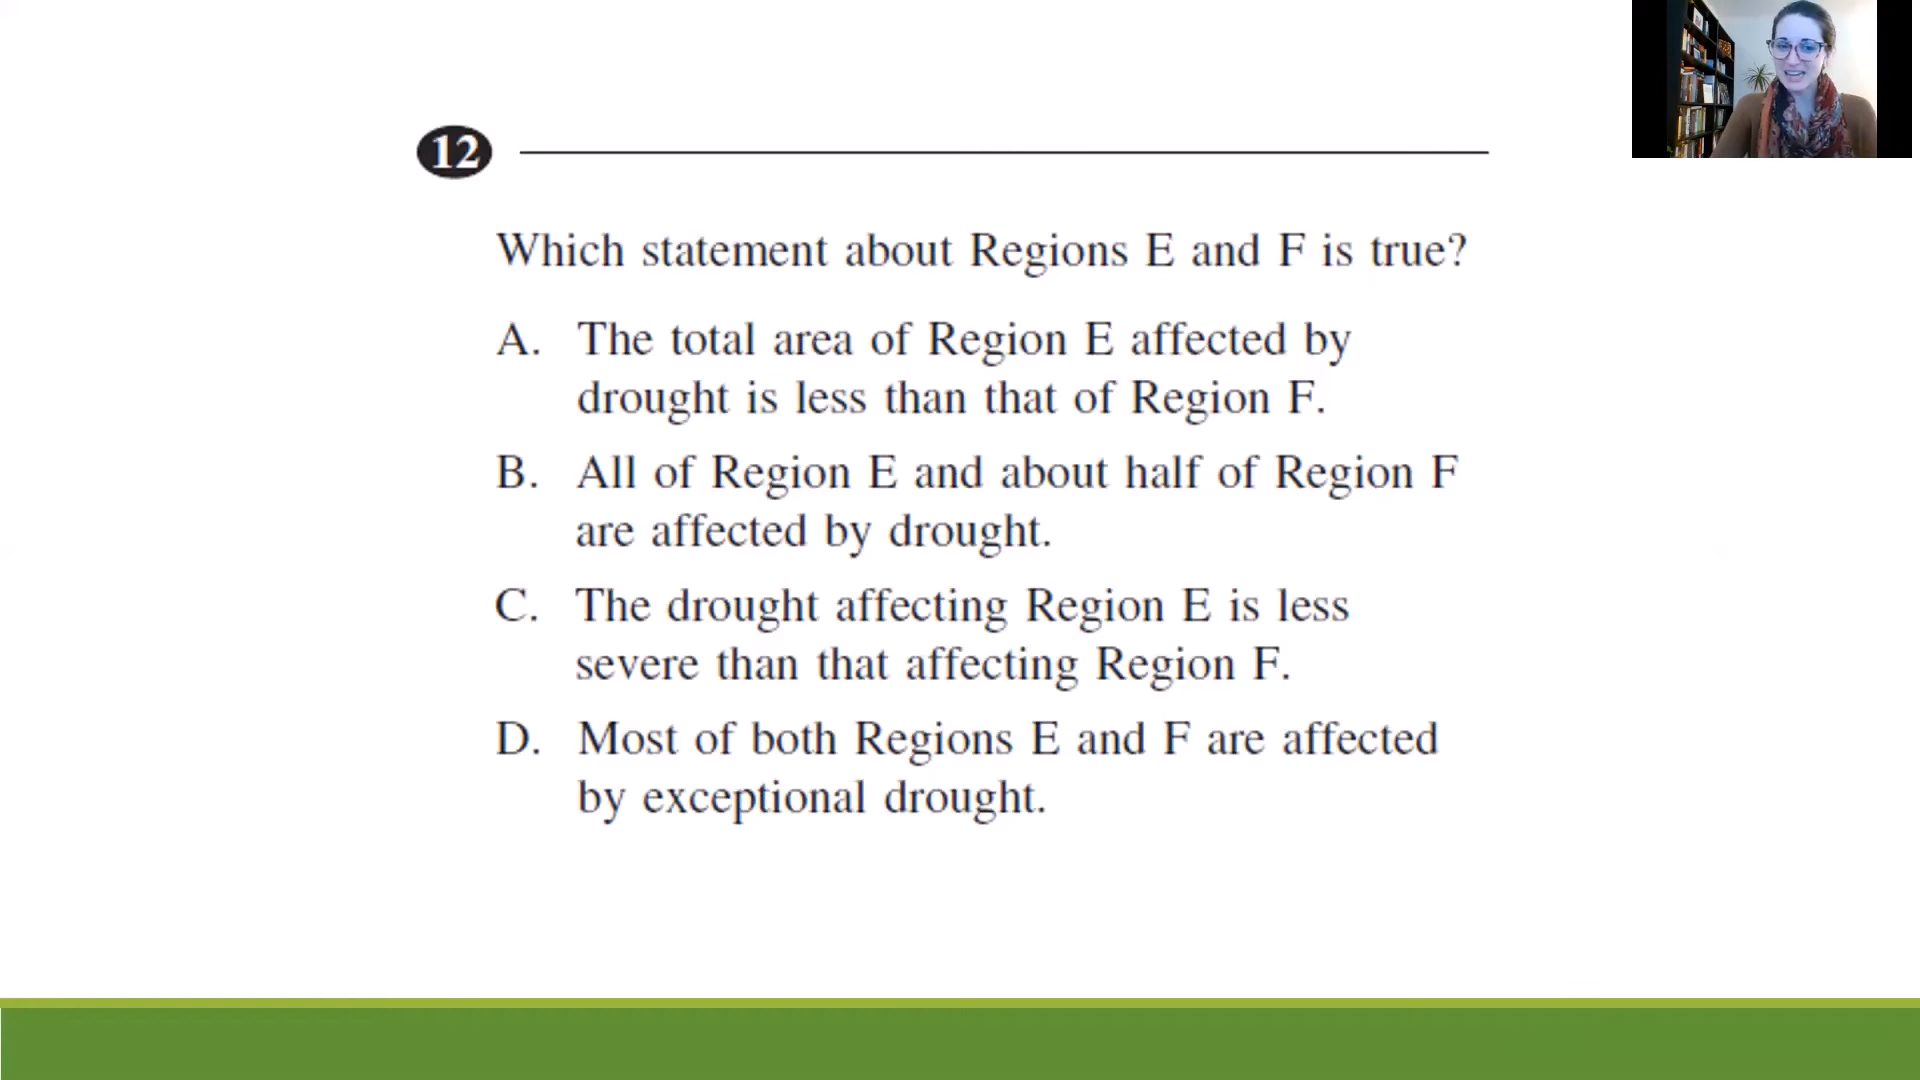 12
Which statement about Regions E and F is true?
A. The total area of Region E affected by
drought is less than that of Region F.
B. All of Region E and about half of Region F
are affected by drought.
C. The drought affecting Region E is less
severe than that affecting Region F.
D. Most of both Regions E and F are affected
by exceptional drought.